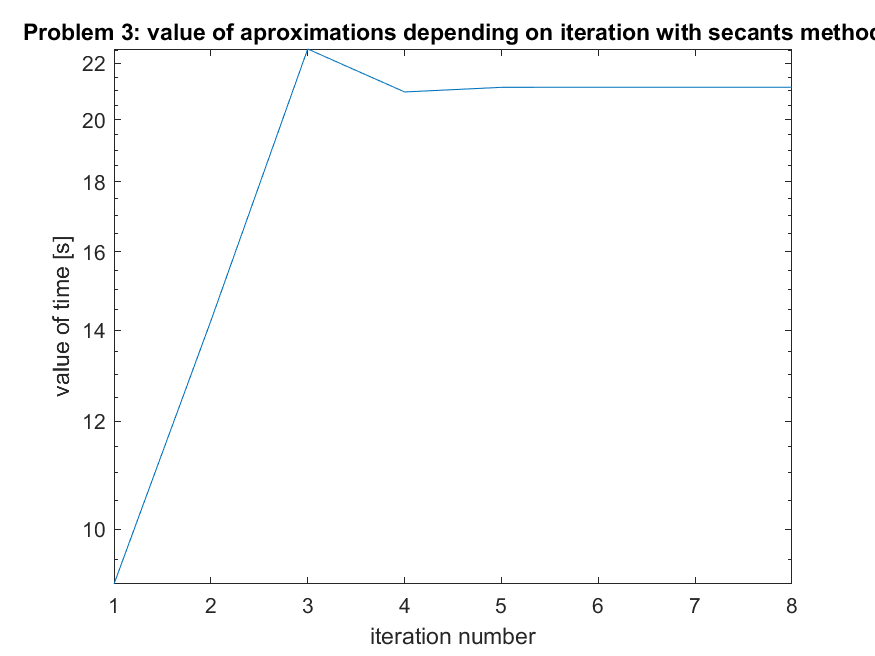 Problem 3: value of aproximations depending on iteration with secants method
22
20
18
16
14
12
10
value of time [s]
1 2 3 4 5 6 7 8
iteration number